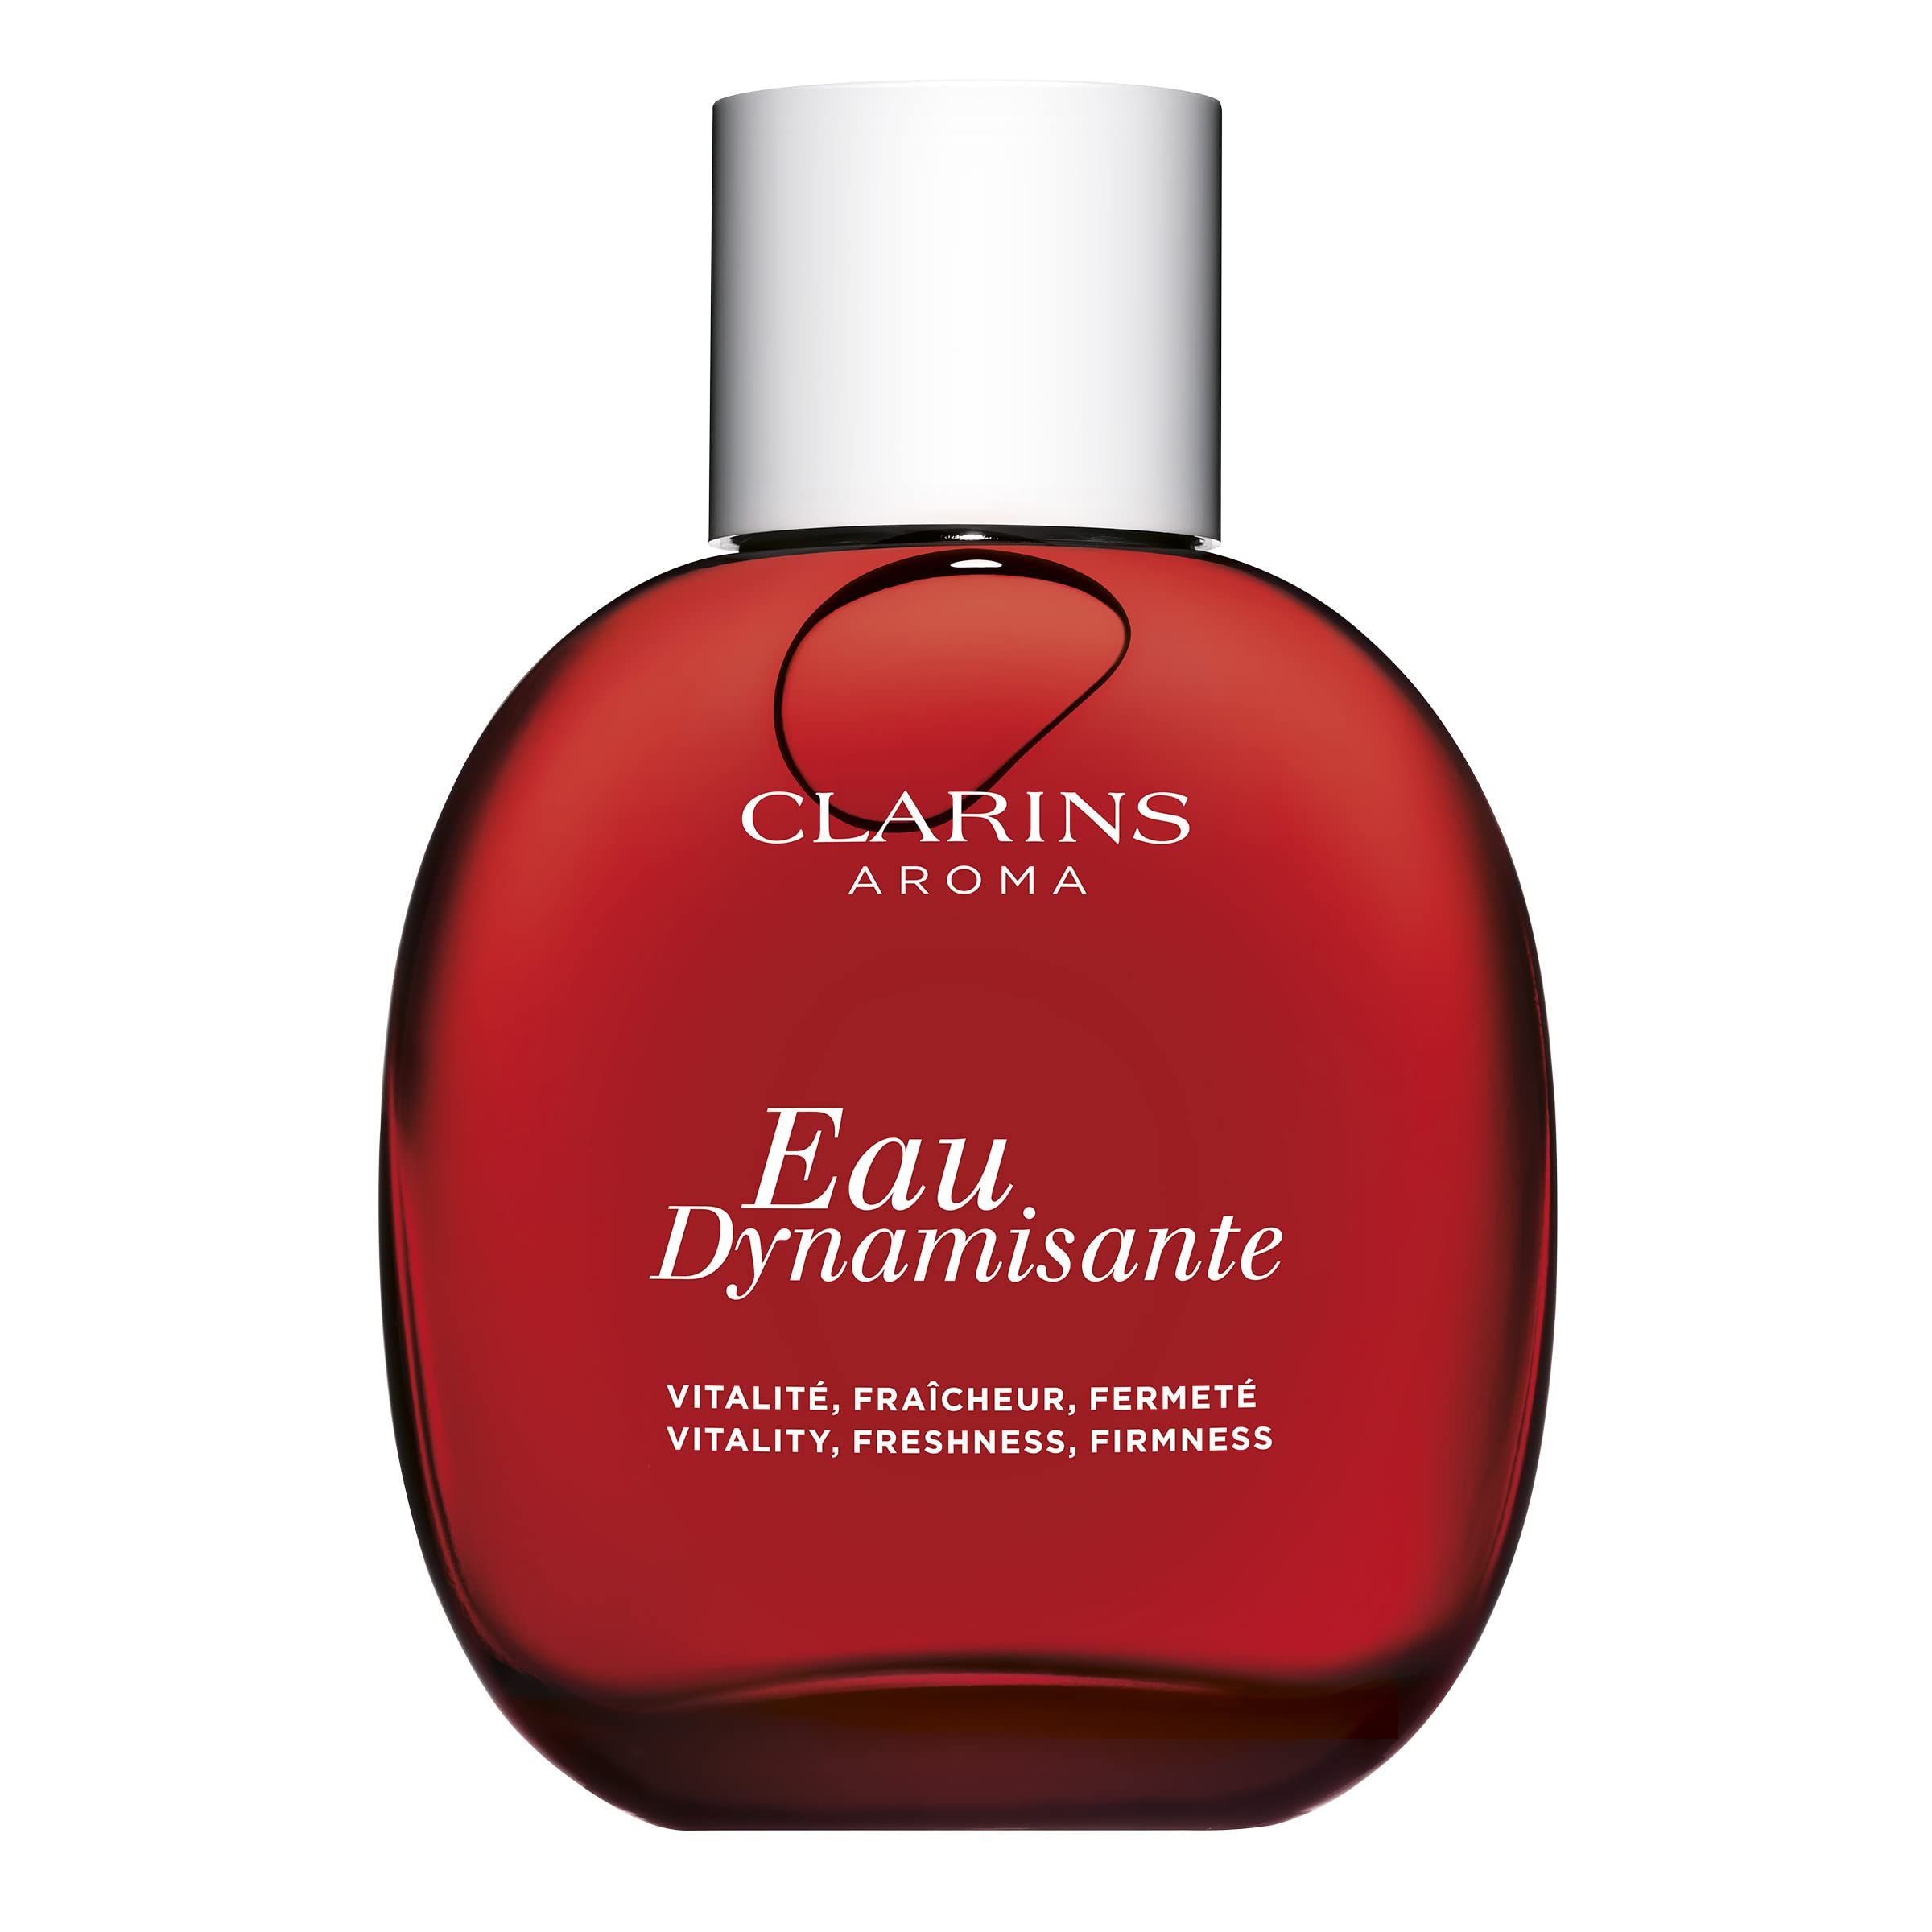 CLARINS
AROMA
Eau
Dynamisante
VITALITÉ, FRAÎCHEUR, FERMETÉ
VITALITY, FRESHNESS, FIRMNESS